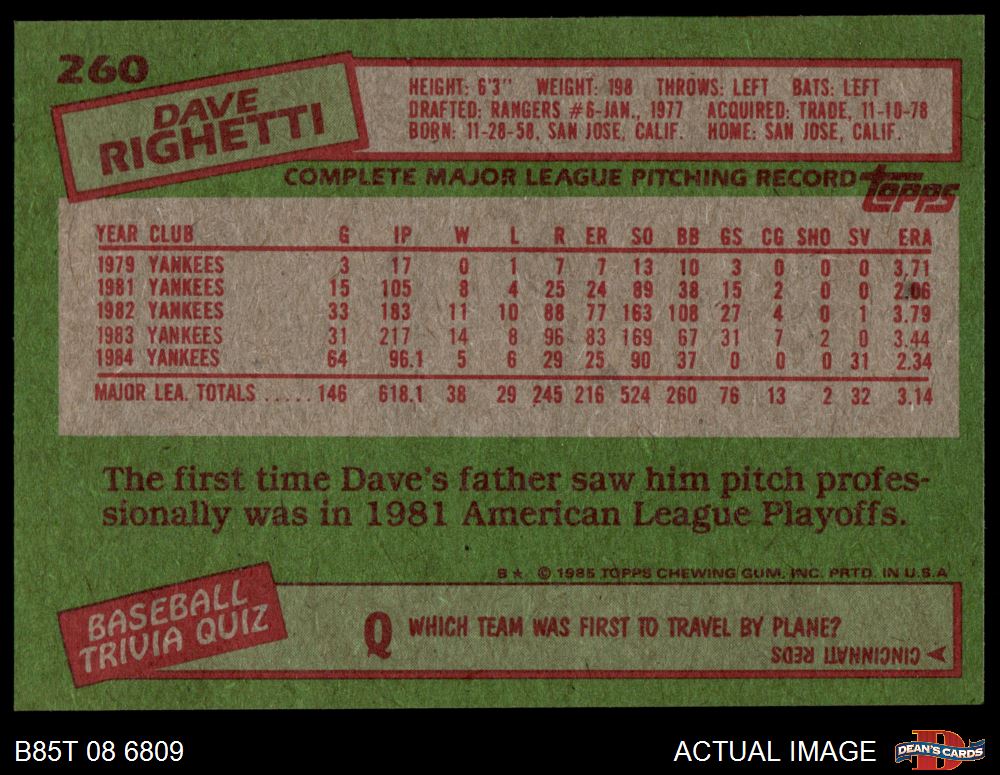 260
DAVE
RIGHETTI
HEIGHT: 6'3'' WEIGHT: 198 THROWS: LEFT BATS: LEFT
DRAFTED: RANGERS #6-JAN., 1977 ACQUIRED: TRADE, 11-10-78
BORN: 11-28-58, SAN JOSE, CALIF. HOME: SAN JOSE, CALIF.
COMPLETE MAJOR LEAGUE PITCHING RECORD topps
YEAR CLUB G IP W L R ER SO BB GS CG SHO SV ERA
1979 YANKEES 3 17 0 1 7 7 13 10 3 0 0 0 3.71
1981 YANKEES 15 105 8 4 25 24 89 38 15 2 0 0 2.06
1982 YANKEES 33 183 11 10 88 77 163 108 27 4 0 1 3.79
1983 YANKEES 31 217 14 8 96 83 169 67 31 7 2 0 3.44
1984 YANKEES 64 96.1 5 6 29 25 90 37 0 0 0 31 2.34
MAJOR LEA. TOTALS ..... 146 618.1 38 29 245 216 524 260 76 13 2 32 3.14
The first time Dave's father saw him pitch profes-
sionally was in 1981 American League Playoffs.
B★ © 1985 TOPPS CHEWING GUM, INC. PRTD. IN U.S.A
BASEBALL
TRIVIA QUIZ
Q WHICH TEAM WAS FIRST TO TRAVEL BY PLANE?
A CINCINNATI REDS
B85T 08 6809
ACTUAL IMAGE
DEAN'S CARDS